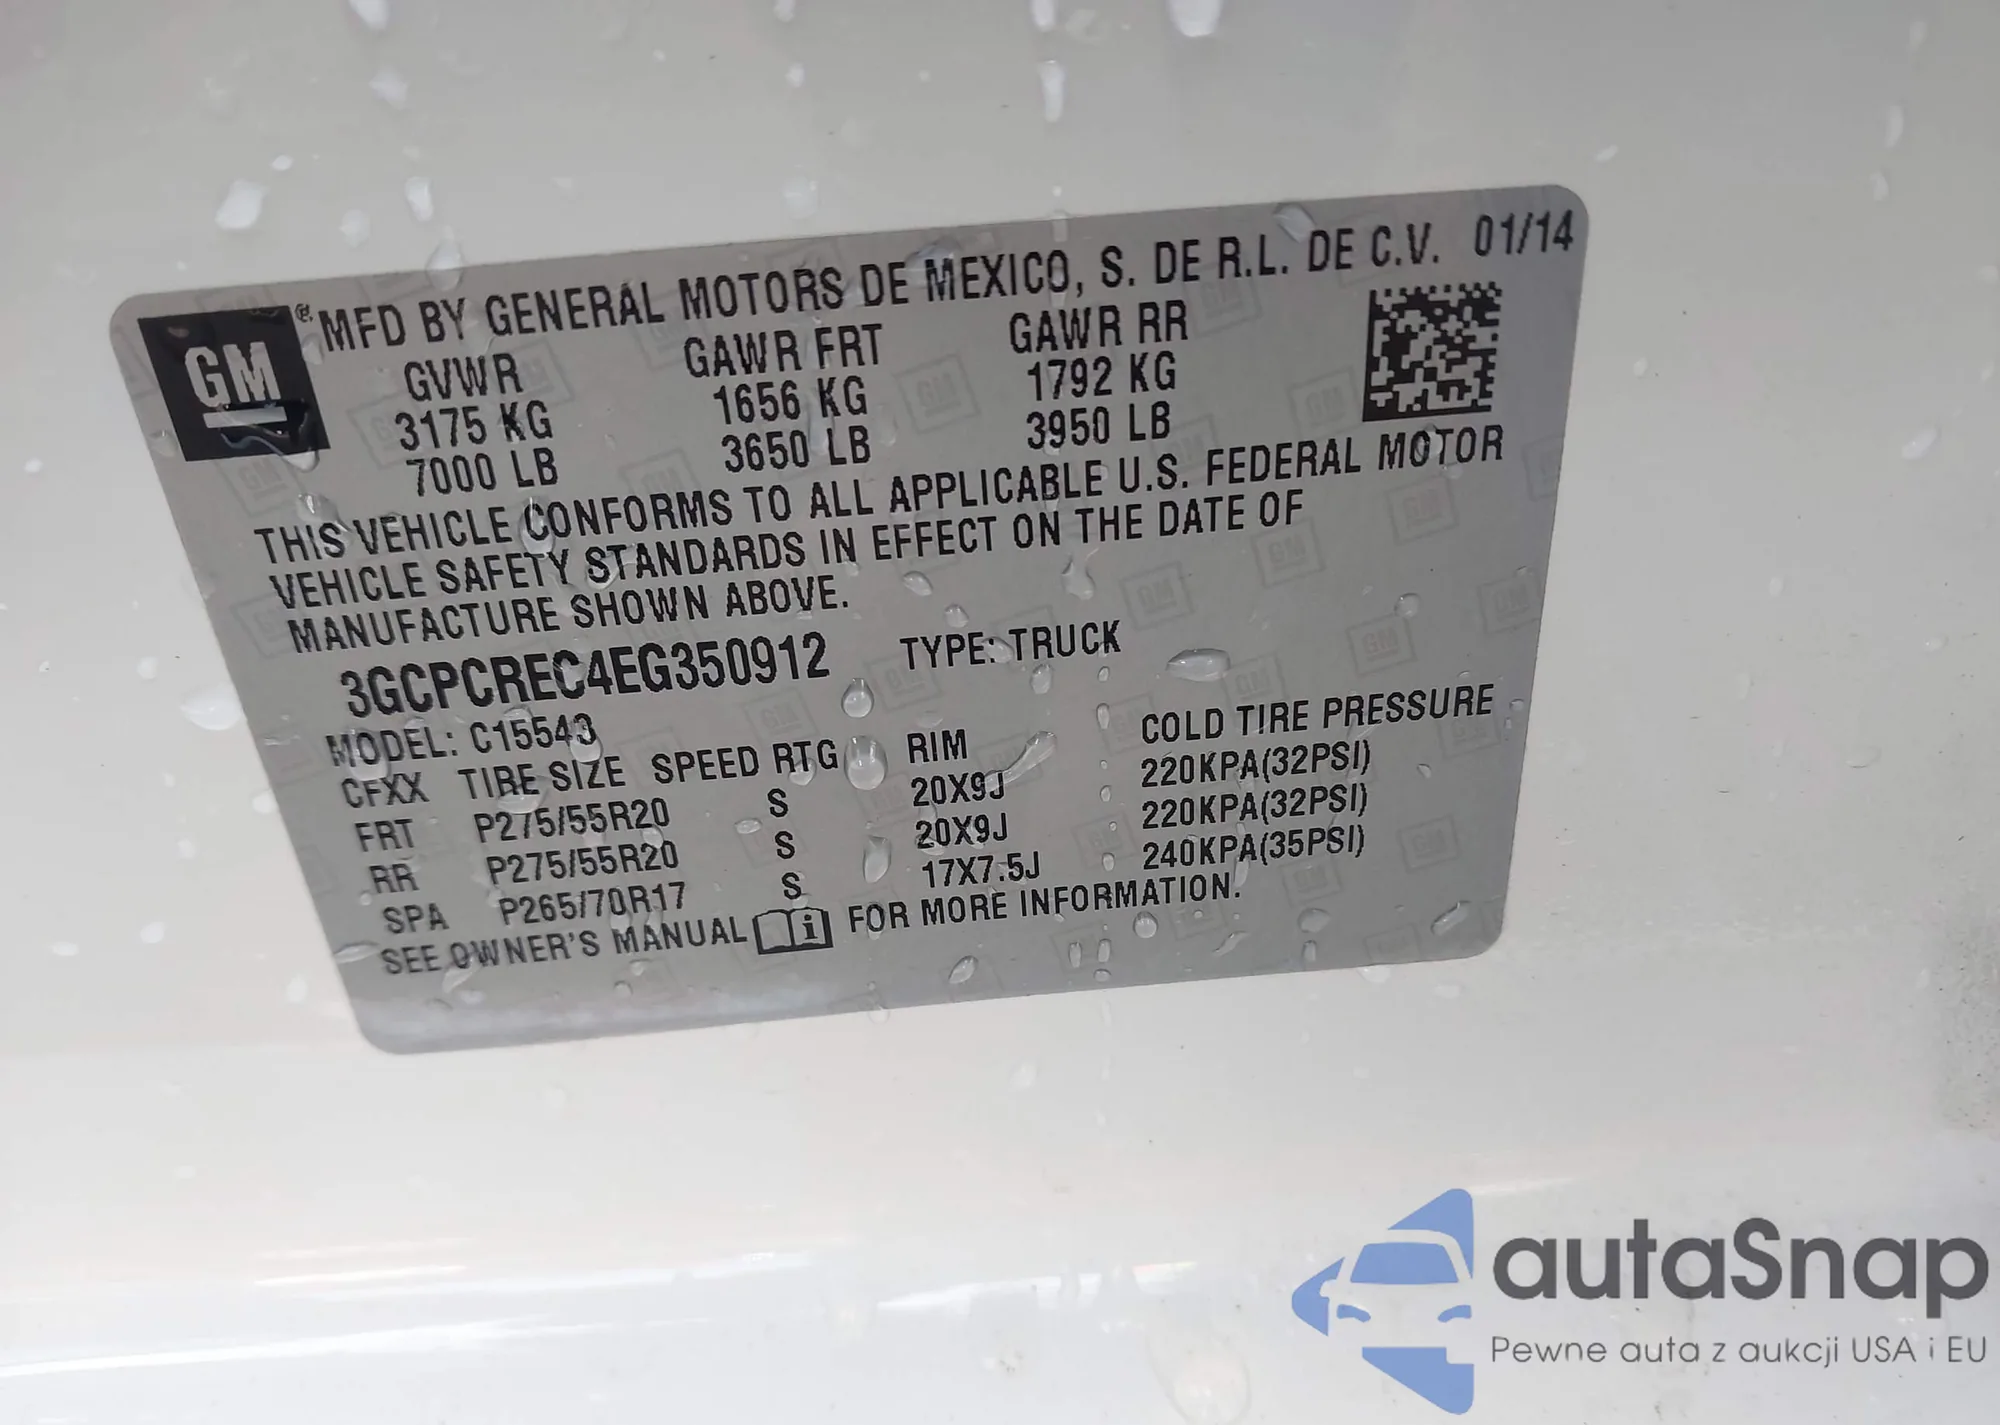 GM ® MFD BY GENERAL MOTORS DE MEXICO, S. DE R.L. DE C.V. 01/14
GVWR GAWR FRT GAWR RR
3175 KG 1656 KG 1792 KG
7000 LB 3650 LB 3950 LB
THIS VEHICLE CONFORMS TO ALL APPLICABLE U.S. FEDERAL MOTOR
VEHICLE SAFETY STANDARDS IN EFFECT ON THE DATE OF
MANUFACTURE SHOWN ABOVE.
3GCPCREC4EG350912 TYPE: TRUCK
MODEL: C15543
CFXX TIRE SIZE SPEED RTG RIM COLD TIRE PRESSURE
FRT P275/55R20 S 20X9J 220KPA(32PSI)
RR P275/55R20 S 20X9J 220KPA(32PSI)
SPA P265/70R17 S 17X7.5J 240KPA(35PSI)
SEE OWNER'S MANUAL i FOR MORE INFORMATION.
autaSnap
Pewne auta z aukcji USA i EU